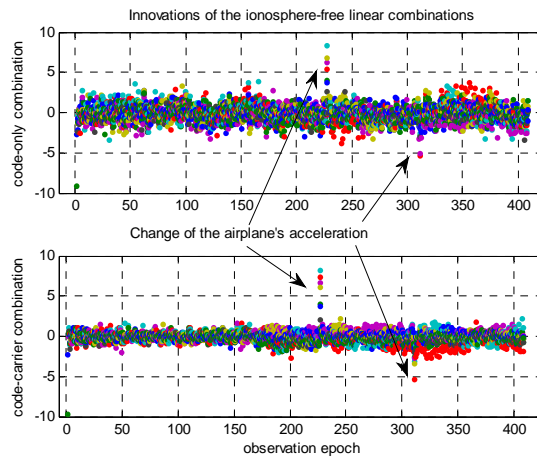 Innovations of the ionosphere-free linear combinations
10
5
0
-5
-10
code-only combination
0 50 100 150 200 250 300 350 400
Change of the airplane's acceleration
10
5
0
-5
-10
code-carrier combination
0 50 100 150 200 250 300 350 400
observation epoch